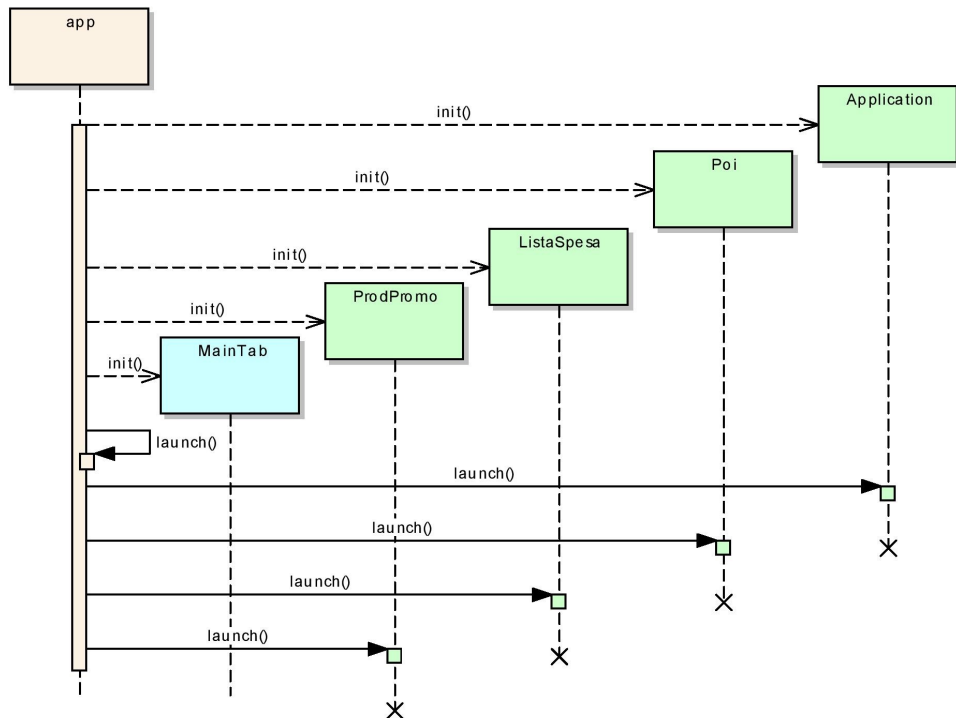 app
Application
init()
Poi
init()
ListaSpesa
init()
ProdPromo
init()
MainTab
init()
launch()
launch()
launch()
launch()
launch()